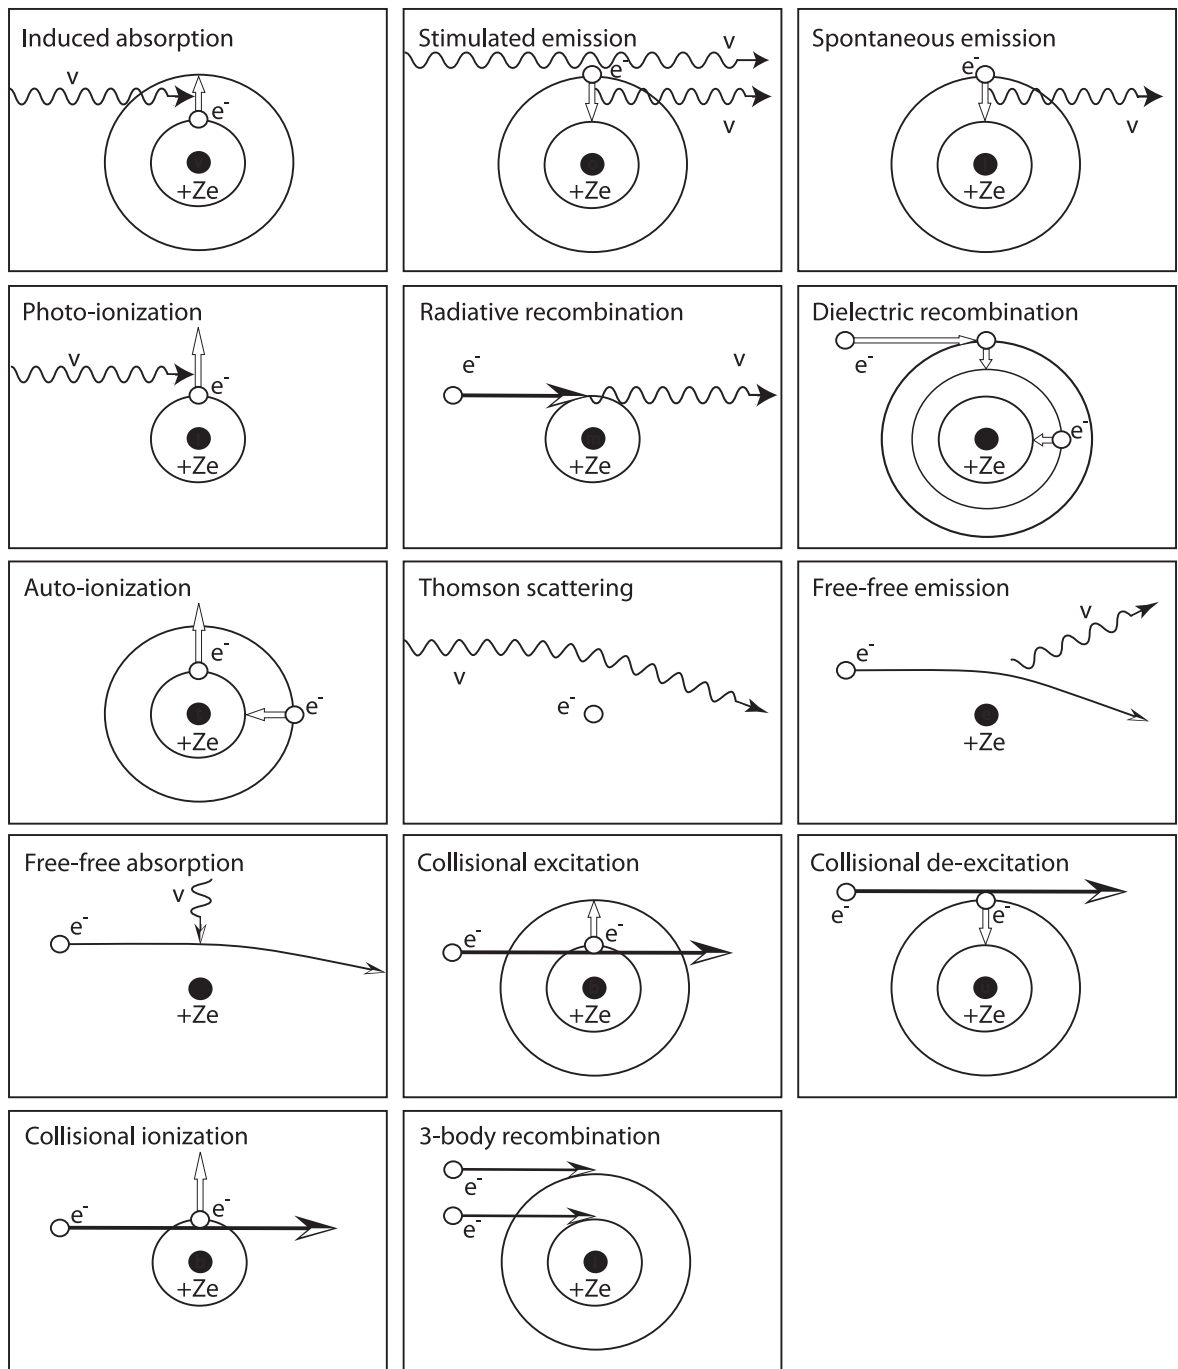 Induced absorption
v
e-
+Ze
Stimulated emission
v
e-
v
+Ze
Spontaneous emission
e-
v
+Ze
Photo-ionization
v
e-
+Ze
Radiative recombination
e-
v
+Ze
Dielectric recombination
e-
e-
+Ze
Auto-ionization
e-
e-
+Ze
Thomson scattering
v
e-
Free-free emission
v
e-
+Ze
Free-free absorption
v
e-
+Ze
Collisional excitation
e-
e-
+Ze
Collisional de-excitation
e-
e-
+Ze
Collisional ionization
e-
e-
+Ze
3-body recombination
e-
e-
+Ze